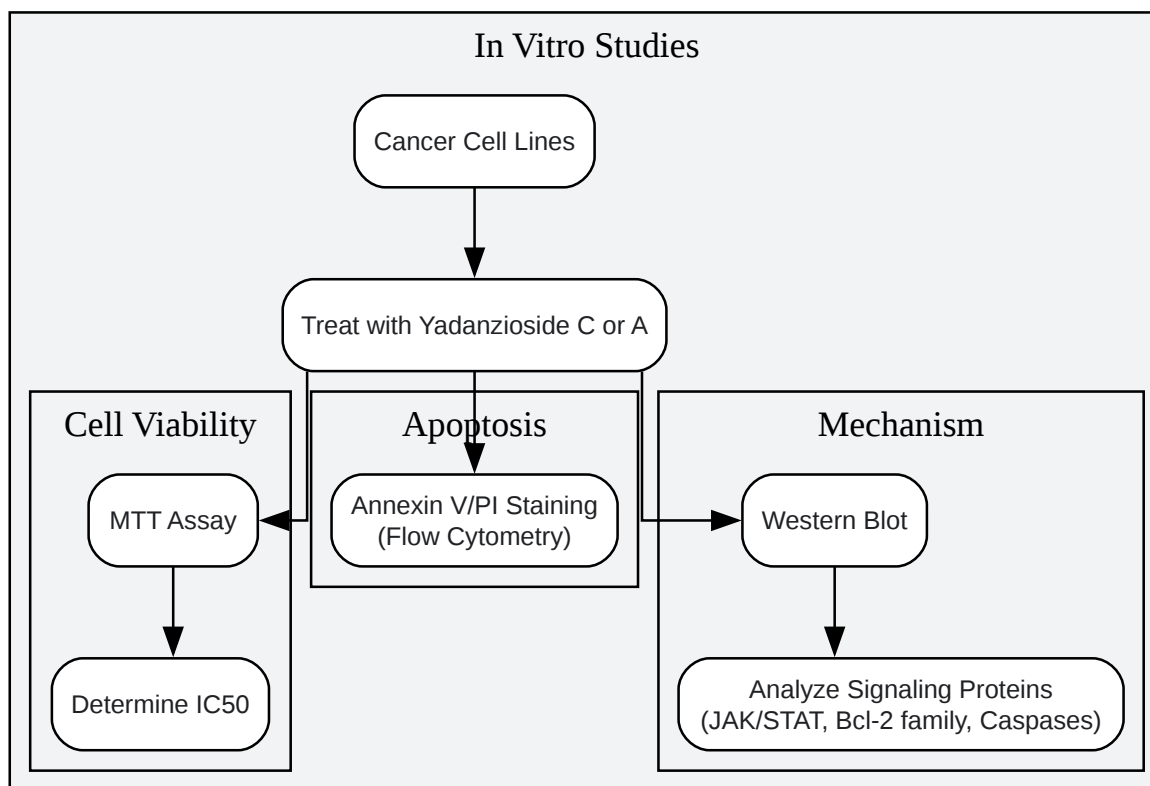 In Vitro Studies
Cancer Cell Lines
Treat with Yadanzioside C or A
Cell Viability
Apoptosis
Mechanism
MTT Assay
Annexin V/PI Staining
(Flow Cytometry)
Western Blot
Determine IC50
Analyze Signaling Proteins
(JAK/STAT, Bcl-2 family, Caspases)